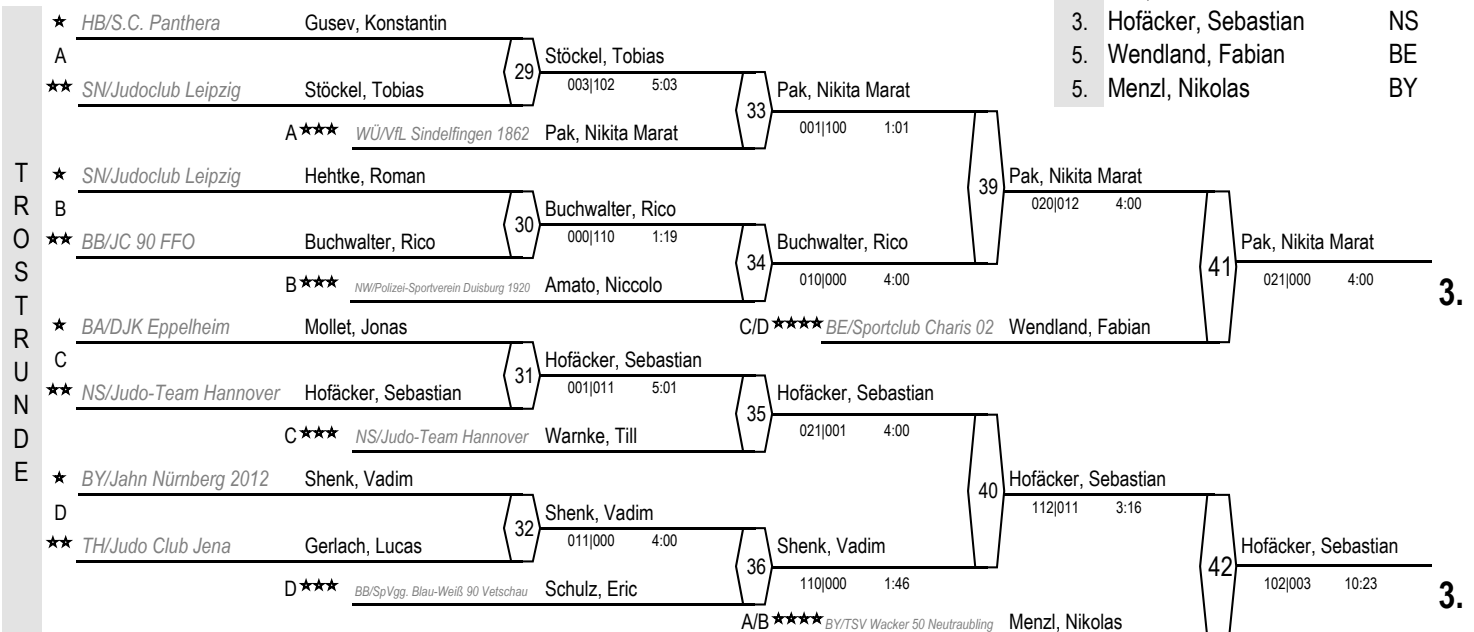 TROSTRUNDE
3. Hofäcker, Sebastian NS
5. Wendland, Fabian BE
5. Menzl, Nikolas BY
HB/S.C. Panthera Gusev, Konstantin
A
29
Stöckel, Tobias
003|102 5:03
SN/Judoclub Leipzig Stöckel, Tobias
33
Pak, Nikita Marat
001|100 1:01
A WÜ/VfL Sindelfingen 1862 Pak, Nikita Marat
SN/Judoclub Leipzig Hehtke, Roman
39
Pak, Nikita Marat
020|012 4:00
B
30
Buchwalter, Rico
000|110 1:19
BB/JC 90 FFO Buchwalter, Rico
34
Buchwalter, Rico
010|000 4:00
B NW/Polizei-Sportverein Duisburg 1920 Amato, Niccolo
41
Pak, Nikita Marat
021|000 4:00
3.
C/D BE/Sportclub Charis 02 Wendland, Fabian
BA/DJK Eppelheim Mollet, Jonas
C
31
Hofäcker, Sebastian
001|011 5:01
NS/Judo-Team Hannover Hofäcker, Sebastian
35
Hofäcker, Sebastian
021|001 4:00
C NS/Judo-Team Hannover Warnke, Till
BY/Jahn Nürnberg 2012 Shenk, Vadim
40
Hofäcker, Sebastian
112|011 3:16
D
32
Shenk, Vadim
011|000 4:00
TH/Judo Club Jena Gerlach, Lucas
36
Shenk, Vadim
110|000 1:46
D BB/SpVgg. Blau-Weiß 90 Vetschau Schulz, Eric
42
Hofäcker, Sebastian
102|003 10:23
3.
A/B BY/TSV Wacker 50 Neutraubling Menzl, Nikolas